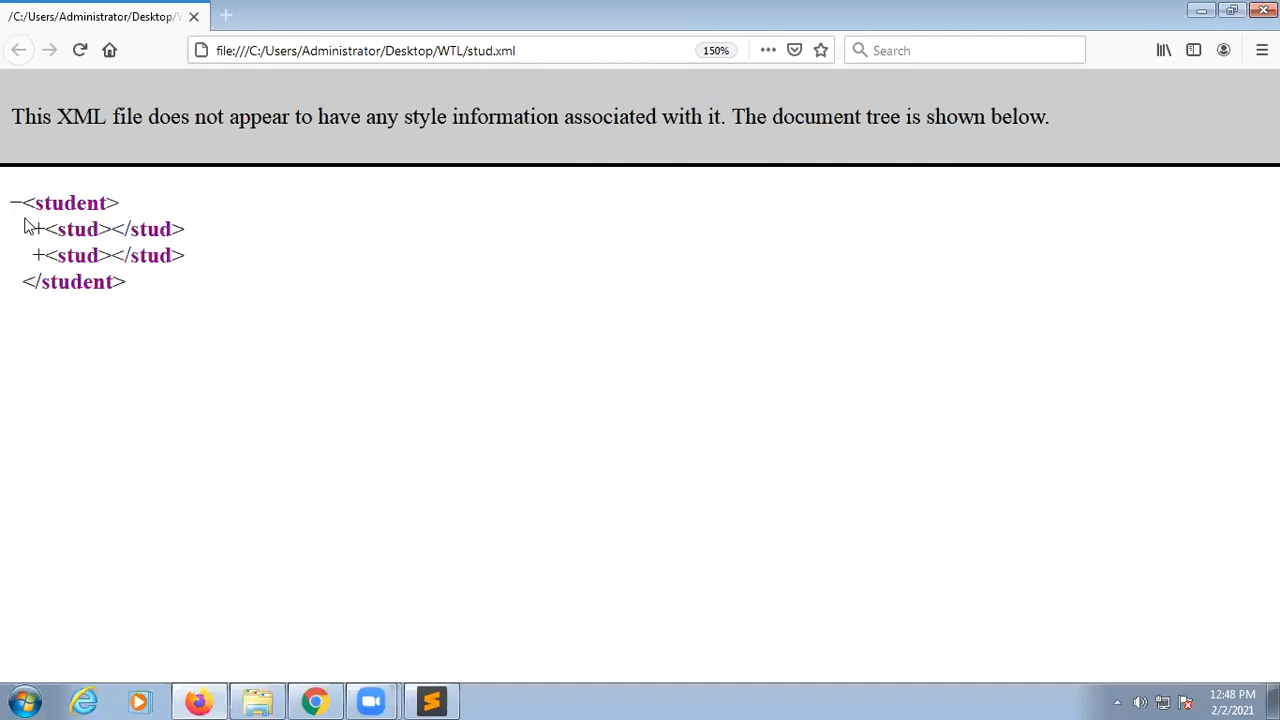 /C:/Users/Administrator/Desktop/
file:///C:/Users/Administrator/Desktop/WTL/stud.xml
150%
Search
This XML file does not appear to have any style information associated with it. The document tree is shown below.
−<student>
+<stud></stud>
+<stud></stud>
</student>
12:48 PM
2/2/2021